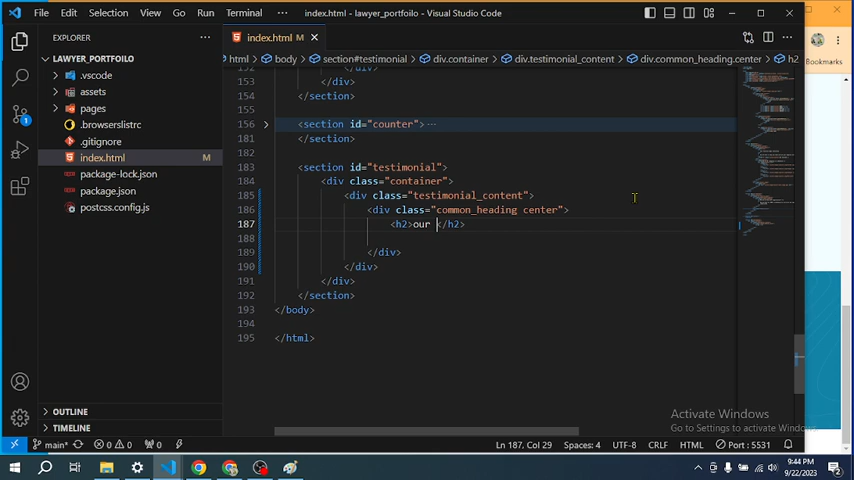 File Edit Selection View Go Run Terminal ··· index.html - lawyer_portfoilo - Visual Studio Code
EXPLORER ···
LAWYER_PORTFOILO
.vscode
assets
pages
.browserslistrc
.gitignore
index.html M
package-lock.json
package.json
postcss.config.js
OUTLINE
TIMELINE
index.html M
html > body > section#testimonial > div.container > div.testimonial_content > div.common_heading.center > h2
152 </div>
153 </div>
154 </section>
155
156 <section id="counter"> ···
181 </section>
182
183 <section id="testimonial">
184 <div class="container">
185 <div class="testimonial_content">
186 <div class="common_heading center">
187 <h2>our </h2>
188
189 </div>
190 </div>
191 </div>
192 </section>
193 </body>
194
195 </html>
Bookmarks
Activate Windows
Go to Settings to activate Windows
1
main* 0 0 0 Ln 187, Col 29 Spaces: 4 UTF-8 CRLF HTML Port : 5531
9:44 PM
9/22/2023
2